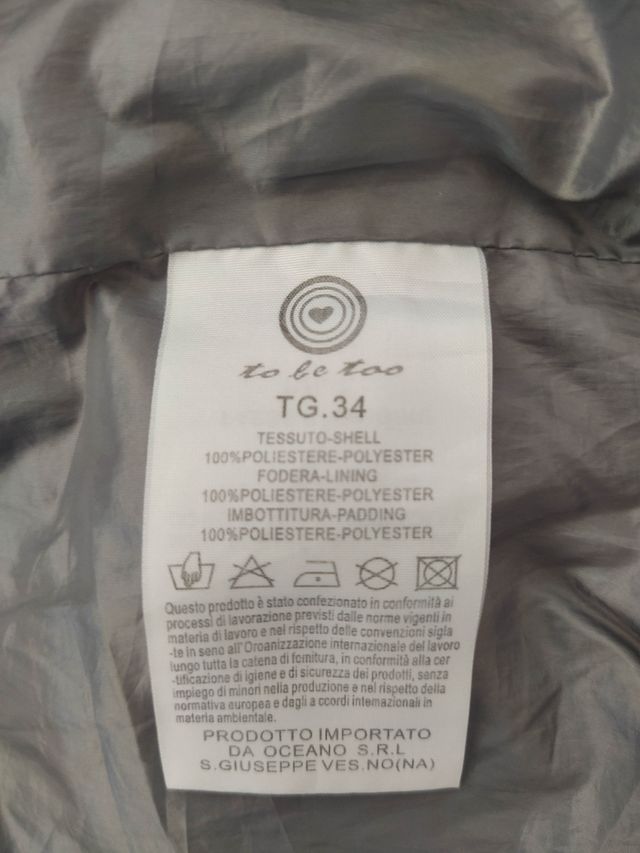 to be too
TG.34
TESSUTO-SHELL
100%POLIESTERE-POLYESTER
FODERA-LINING
100%POLIESTERE-POLYESTER
IMBOTTITURA-PADDING
100%POLIESTERE-POLYESTER
Questo prodotto è stato confezionato in conformità ai
processi di lavorazione previsti dalle norme vigenti in
materia di lavoro e nel rispetto delle convenzioni sigla
-te in seno all'Oroanizzazione internazionale del lavoro
lungo tutta la catena di fornitura, in conformità alla cer
-tificazione di igiene e di sicurezza dei prodotti, senza
impiego di minori nella produzione e nel rispetto della
normativa europea e degli a ccordi internazionali in
materia ambientale.
PRODOTTO IMPORTATO
DA OCEANO S.R.L
S.GIUSEPPE VES.NO(NA)